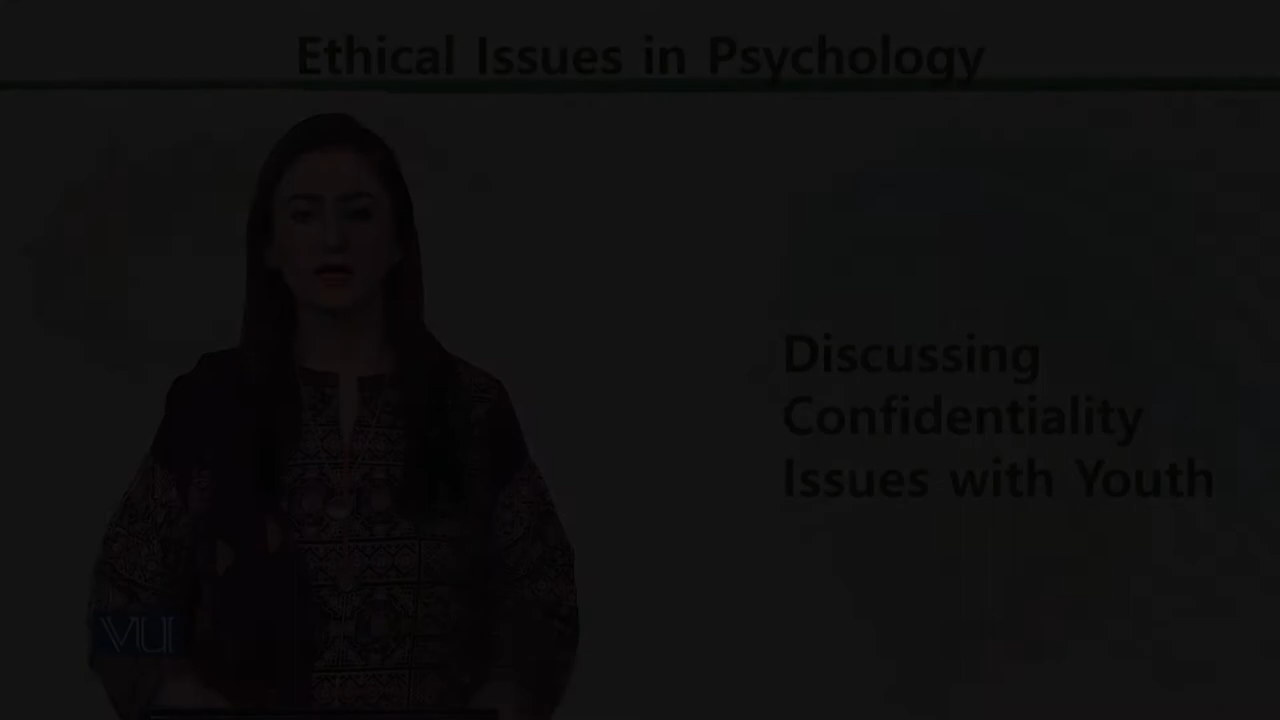 Ethical Issues in Psychology
Discussing
Confidentiality
Issues with Youth
VU